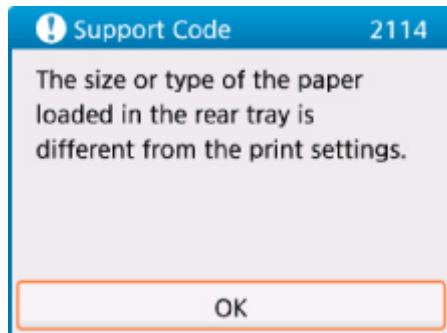 Support Code 2114
The size or type of the paper
loaded in the rear tray is
different from the print settings.
OK